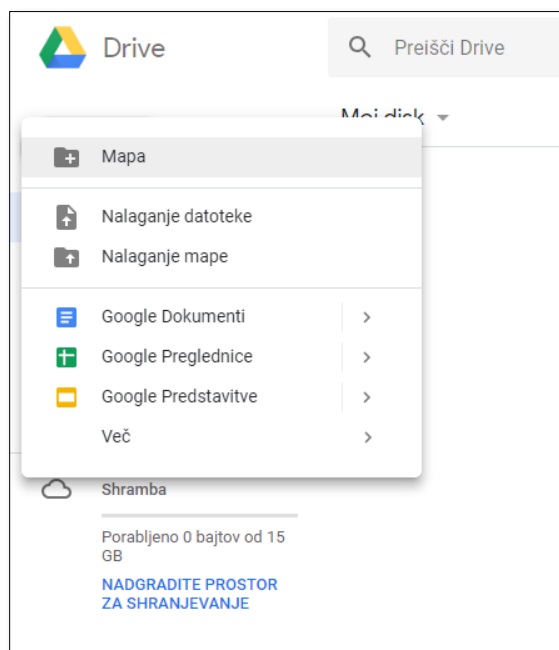 Drive
Preišči Drive
Moj disk
Mapa
Nalaganje datoteke
Nalaganje mape
Google Dokumenti
Google Preglednice
Google Predstavitve
Več
Shramba
Porabljeno 0 bajtov od 15
GB
NADGRADITE PROSTOR
ZA SHRANJEVANJE